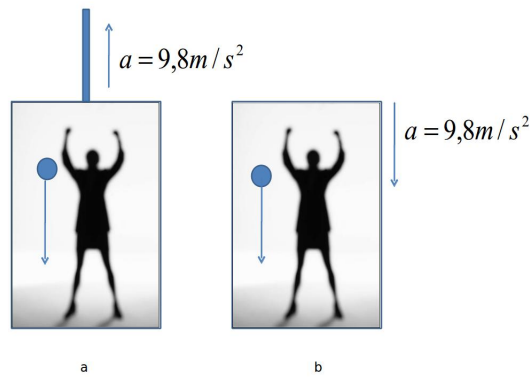 a = 9,8m / s²
a = 9,8m / s²
a
b